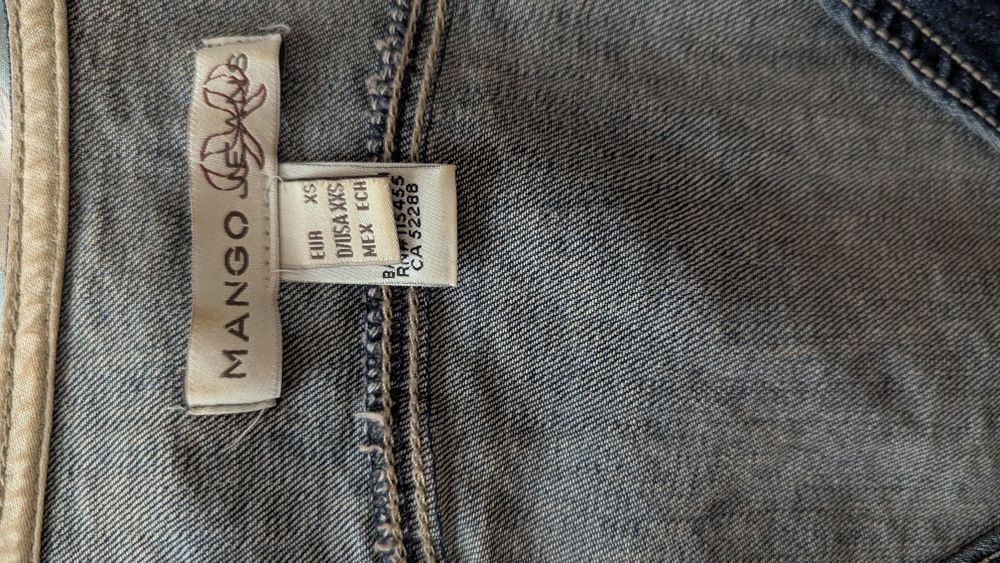 MANGO JEANS
EUR XS
D/USA XXS
MEX ECH
RN# 115455
CA 52288